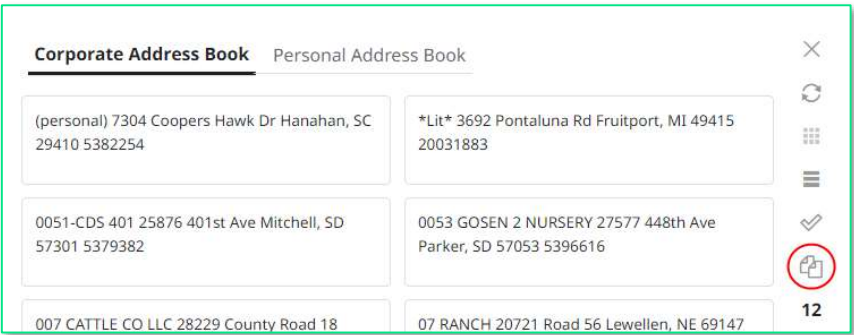 Corporate Address Book Personal Address Book
(personal) 7304 Coopers Hawk Dr Hanahan, SC
29410 5382254
*Lit* 3692 Pontaluna Rd Fruitport, MI 49415
20031883
0051-CDS 401 25876 401st Ave Mitchell, SD
57301 5379382
0053 GOSEN 2 NURSERY 27577 448th Ave
Parker, SD 57053 5396616
007 CATTLE CO LLC 28229 County Road 18
07 RANCH 20721 Road 56 Lewellen, NE 69147
12